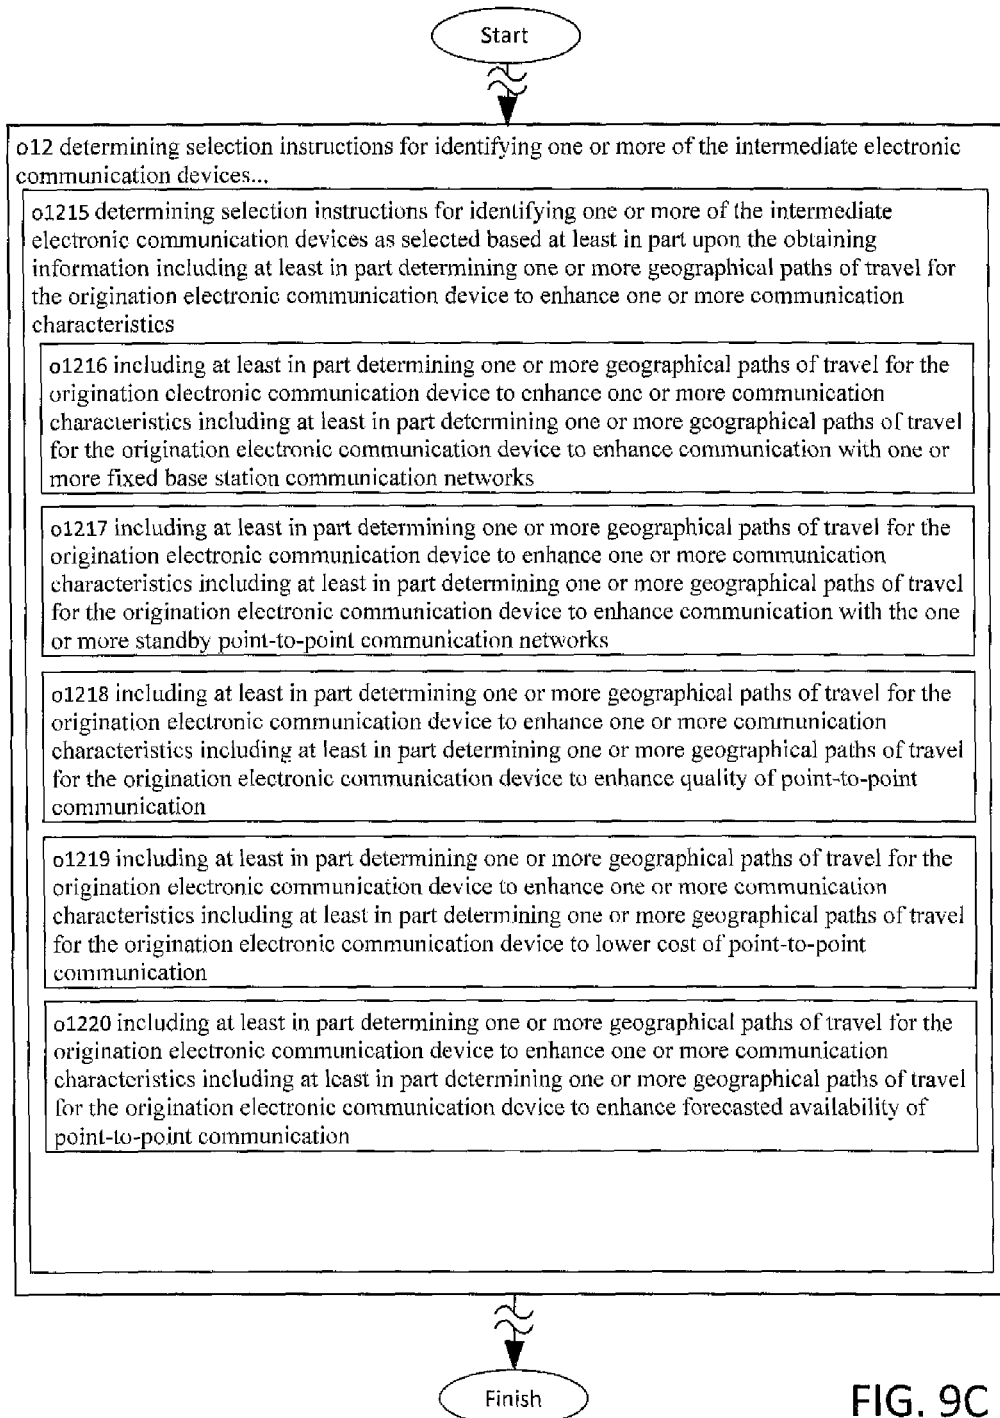 Start
o12 determining selection instructions for identifying one or more of the intermediate electronic
communication devices...
o1215 determining selection instructions for identifying one or more of the intermediate
electronic communication devices as selected based at least in part upon the obtaining
information including at least in part determining one or more geographical paths of travel for
the origination electronic communication device to enhance one or more communication
characteristics
o1216 including at least in part determining one or more geographical paths of travel for the
origination electronic communication device to enhance one or more communication
characteristics including at least in part determining one or more geographical paths of travel
for the origination electronic communication device to enhance communication with one or
more fixed base station communication networks
o1217 including at least in part determining one or more geographical paths of travel for the
origination electronic communication device to enhance one or more communication
characteristics including at least in part determining one or more geographical paths of travel
for the origination electronic communication device to enhance communication with the one
or more standby point-to-point communication networks
o1218 including at least in part determining one or more geographical paths of travel for the
origination electronic communication device to enhance one or more communication
characteristics including at least in part determining one or more geographical paths of travel
for the origination electronic communication device to enhance quality of point-to-point
communication
o1219 including at least in part determining one or more geographical paths of travel for the
origination electronic communication device to enhance one or more communication
characteristics including at least in part determining one or more geographical paths of travel
for the origination electronic communication device to lower cost of point-to-point
communication
o1220 including at least in part determining one or more geographical paths of travel for the
origination electronic communication device to enhance one or more communication
characteristics including at least in part determining one or more geographical paths of travel
for the origination electronic communication device to enhance forecasted availability of
point-to-point communication
Finish
FIG. 9C